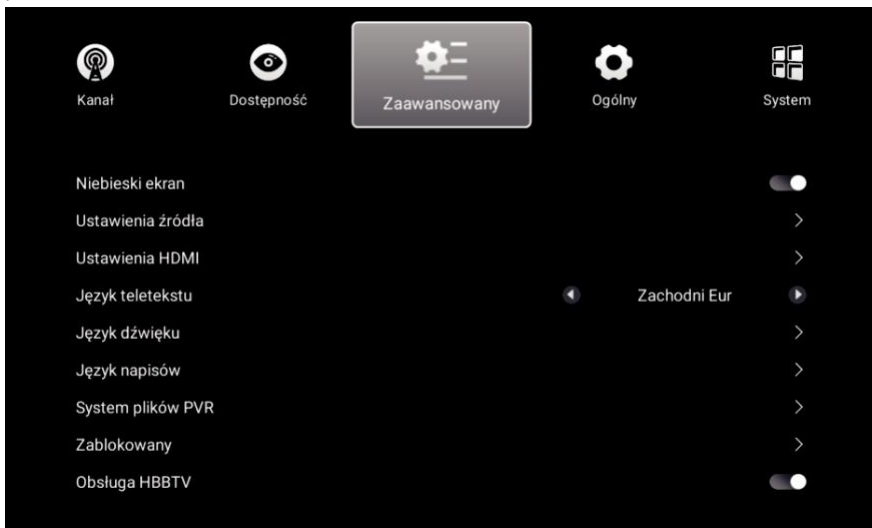 Kanał
Dostępność
Zaawansowany
Ogólny
System
Niebieski ekran
Ustawienia źródła
Ustawienia HDMI
Język teletekstu Zachodni Eur
Język dźwięku
Język napisów
System plików PVR
Zablokowany
Obsługa HBBTV